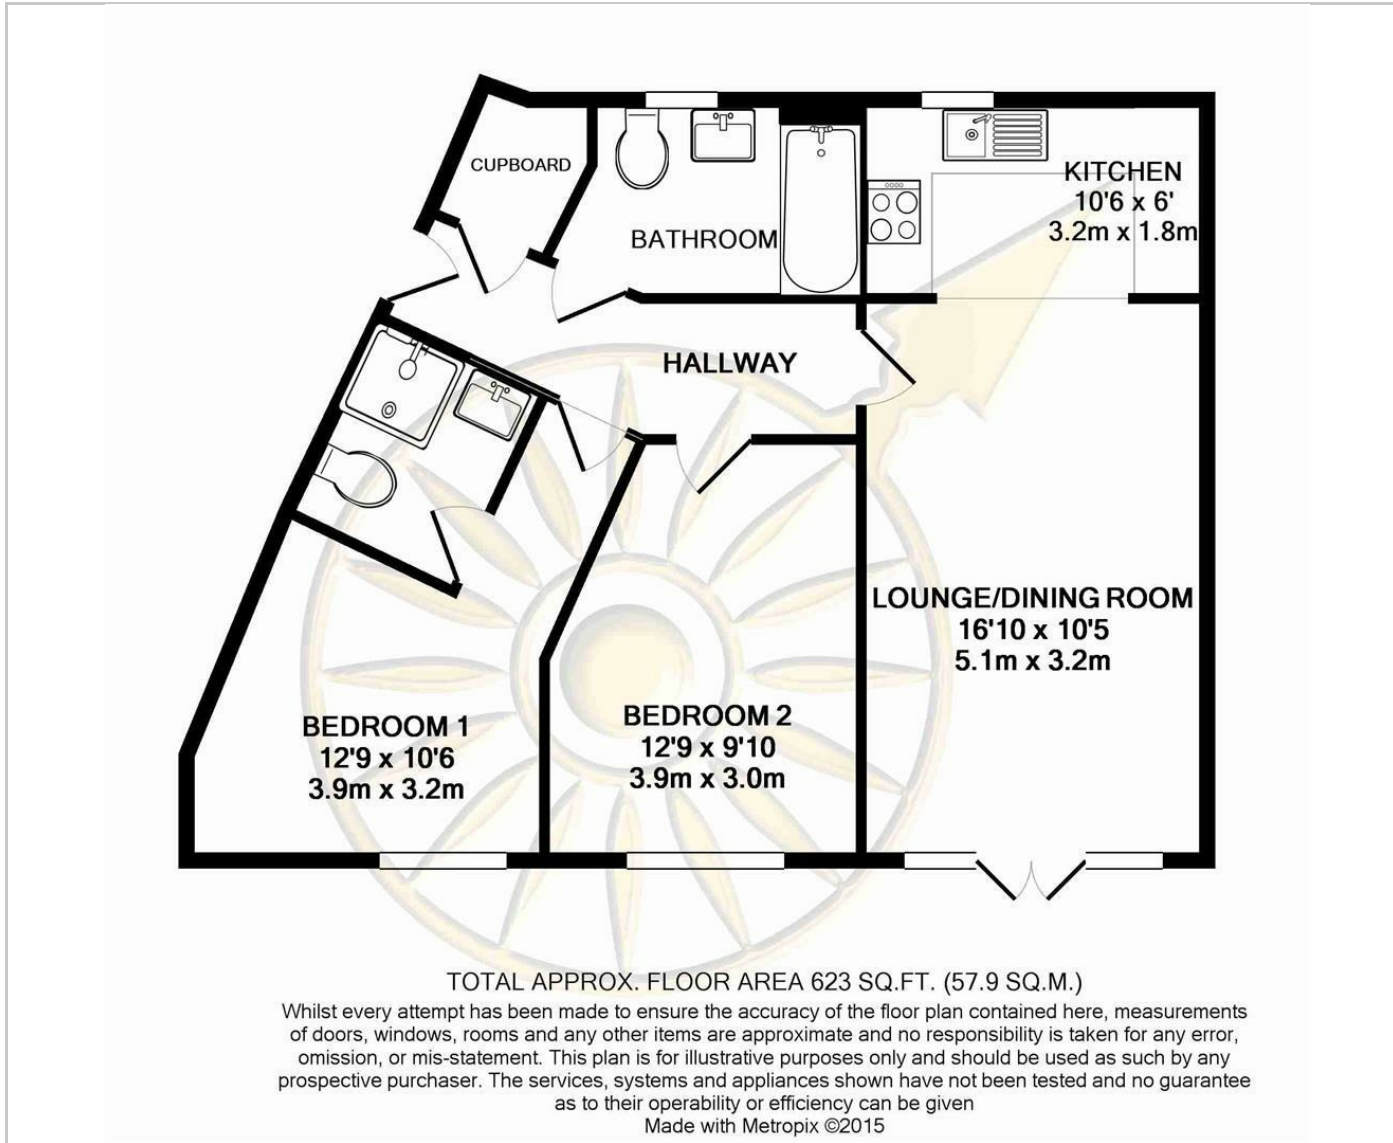 CUPBOARD
BATHROOM
KITCHEN
10'6 x 6'
3.2m x 1.8m
HALLWAY
LOUNGE/DINING ROOM
16'10 x 10'5
5.1m x 3.2m
BEDROOM 1
12'9 x 10'6
3.9m x 3.2m
BEDROOM 2
12'9 x 9'10
3.9m x 3.0m
TOTAL APPROX. FLOOR AREA 623 SQ.FT. (57.9 SQ.M.)
Whilst every attempt has been made to ensure the accuracy of the floor plan contained here, measurements
of doors, windows, rooms and any other items are approximate and no responsibility is taken for any error,
omission, or mis-statement. This plan is for illustrative purposes only and should be used as such by any
prospective purchaser. The services, systems and appliances shown have not been tested and no guarantee
as to their operability or efficiency can be given
Made with Metropix ©2015